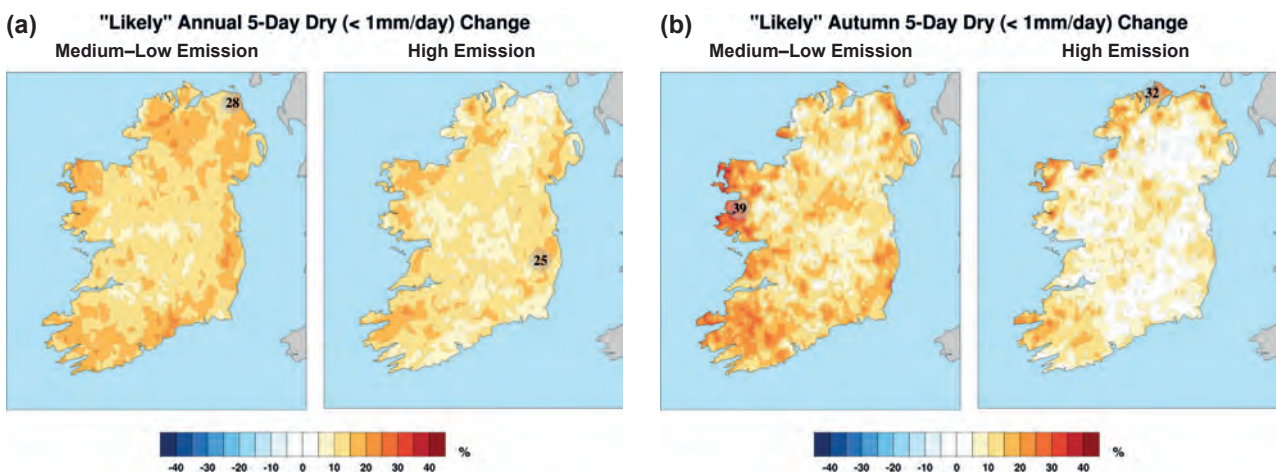 (a)
"Likely" Annual 5-Day Dry (< 1mm/day) Change
Medium–Low Emission
High Emission
28
25
-40 -30 -20 -10 0 10 20 30 40 %
(b)
"Likely" Autumn 5-Day Dry (< 1mm/day) Change
Medium–Low Emission
High Emission
39
32
-40 -30 -20 -10 0 10 20 30 40 %